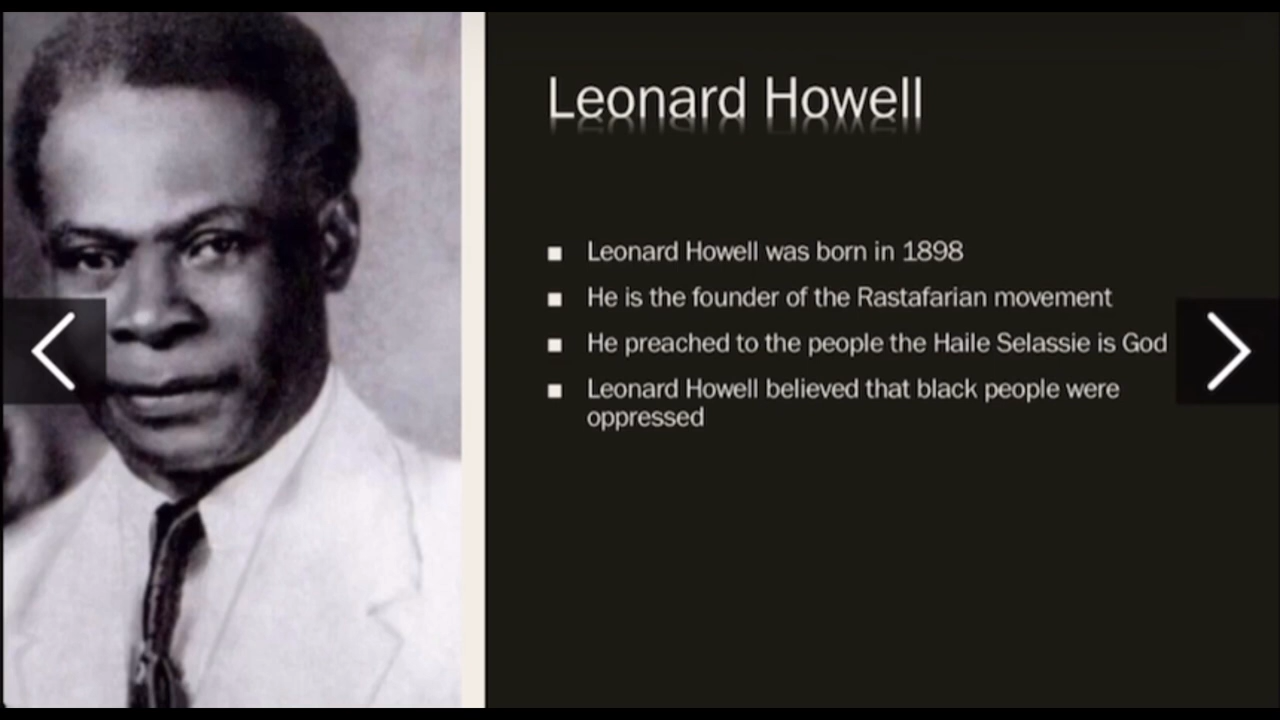 Leonard Howell
Leonard Howell was born in 1898
He is the founder of the Rastafarian movement
He preached to the people the Haile Selassie is God
Leonard Howell believed that black people were
oppressed